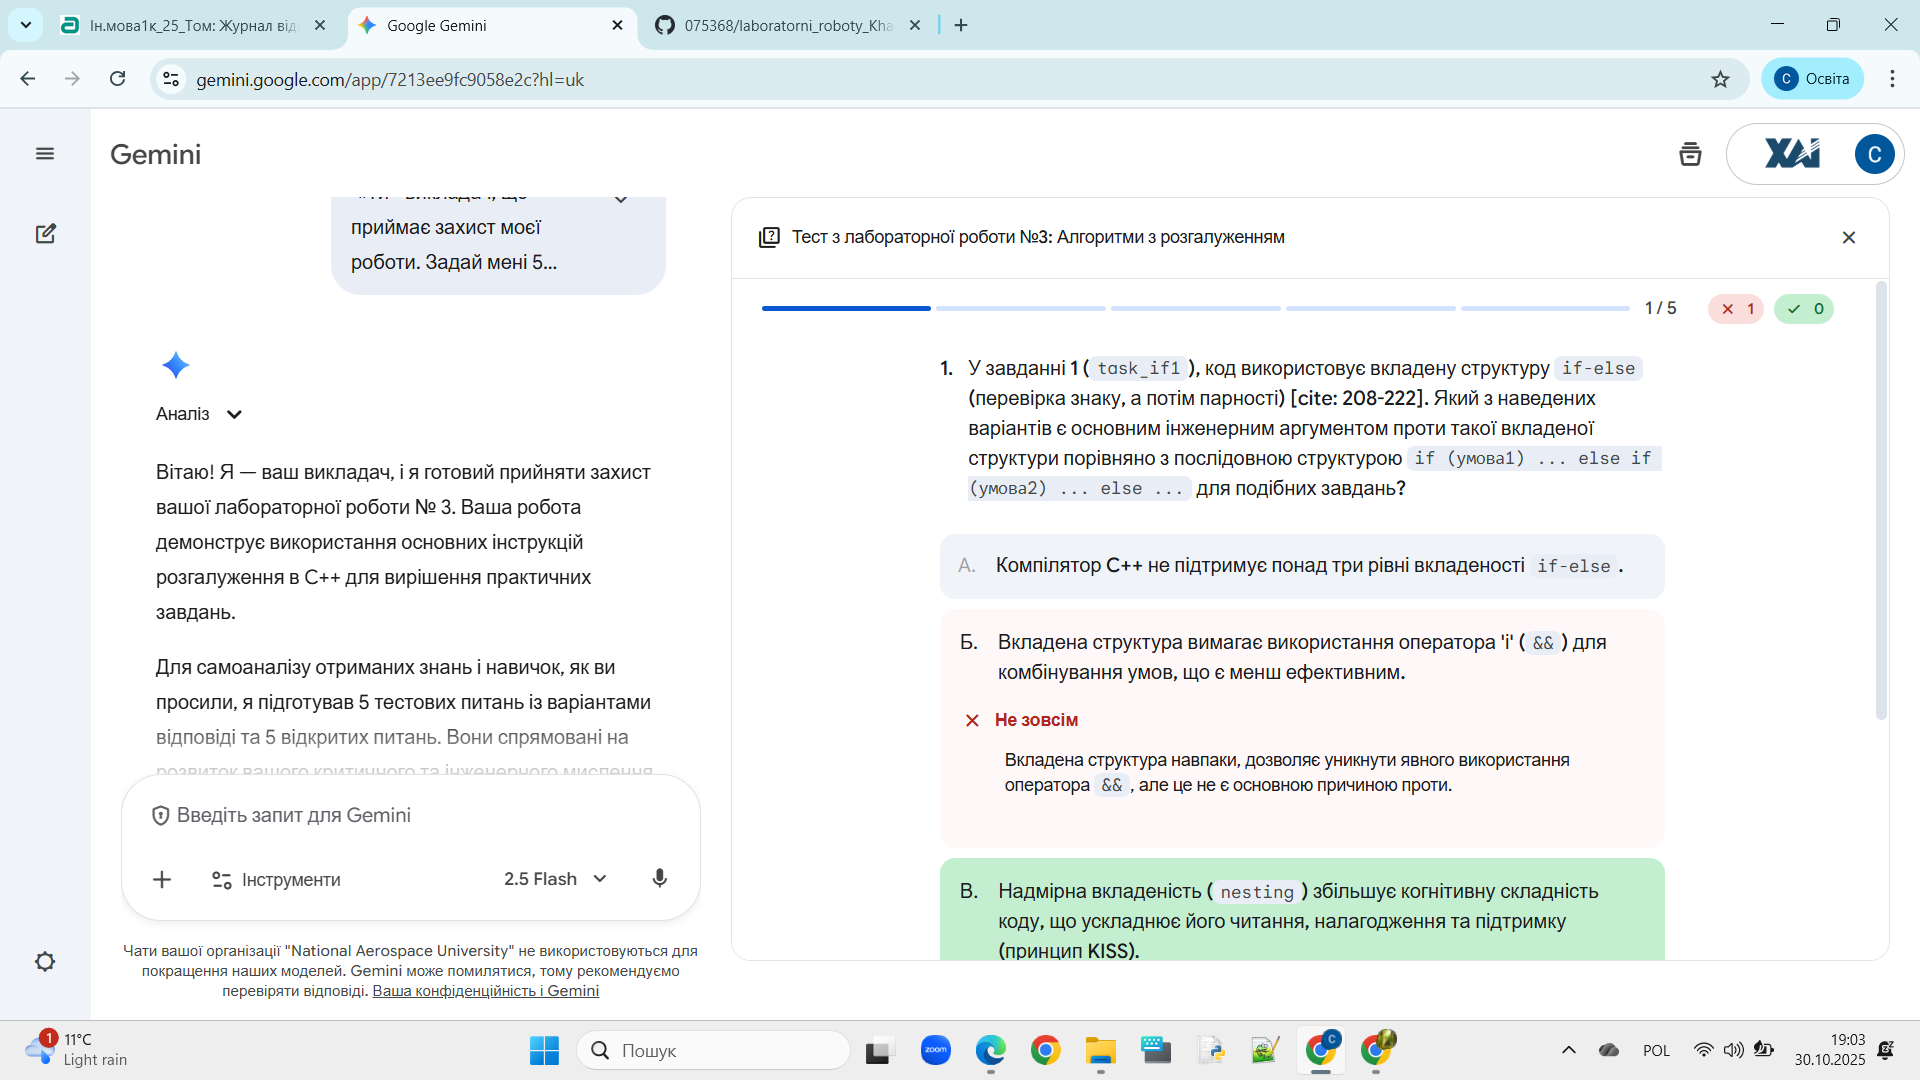 Ін.мова1к_25_Том: Журнал від
Google Gemini
075368/laboratorni_roboty_Kha
gemini.google.com/app/7213ee9fc9058e2c?hl=uk
С Освіта
Gemini
XAI
С
приймає захист моєї
роботи. Задай мені 5...
Аналіз
Вітаю! Я — ваш викладач, і я готовий прийняти захист
вашої лабораторної роботи № 3. Ваша робота
демонструє використання основних інструкцій
розгалуження в C++ для вирішення практичних
завдань.
Для самоаналізу отриманих знань і навичок, як ви
просили, я підготував 5 тестових питань із варіантами
відповіді та 5 відкритих питань. Вони спрямовані на
розвиток вашого критичного та інженерного мислення
Введіть запит для Gemini
Інструменти
2.5 Flash
Чати вашої організації "National Aerospace University" не використовуються для
покращення наших моделей. Gemini може помилятися, тому рекомендуємо
перевіряти відповіді. Ваша конфіденційність і Gemini
Тест з лабораторної роботи №3: Алгоритми з розгалуженням
1 / 5
1
0
1. У завданні 1 ( task_if1 ), код використовує вкладену структуру if-else
(перевірка знаку, а потім парності) [cite: 208-222]. Який з наведених
варіантів є основним інженерним аргументом проти такої вкладеної
структури порівняно з послідовною структурою if (умова1) ... else if
(умова2) ... else ... для подібних завдань?
А. Компілятор C++ не підтримує понад три рівні вкладеності if-else .
Б. Вкладена структура вимагає використання оператора 'і' ( && ) для
комбінування умов, що є менш ефективним.
Не зовсім
Вкладена структура навпаки, дозволяє уникнути явного використання
оператора && , але це не є основною причиною проти.
В. Надмірна вкладеність ( nesting ) збільшує когнітивну складність
коду, що ускладнює його читання, налагодження та підтримку
(принцип KISS).
1
11°C
Light rain
Пошук
zoom
C
POL
19:03
30.10.2025